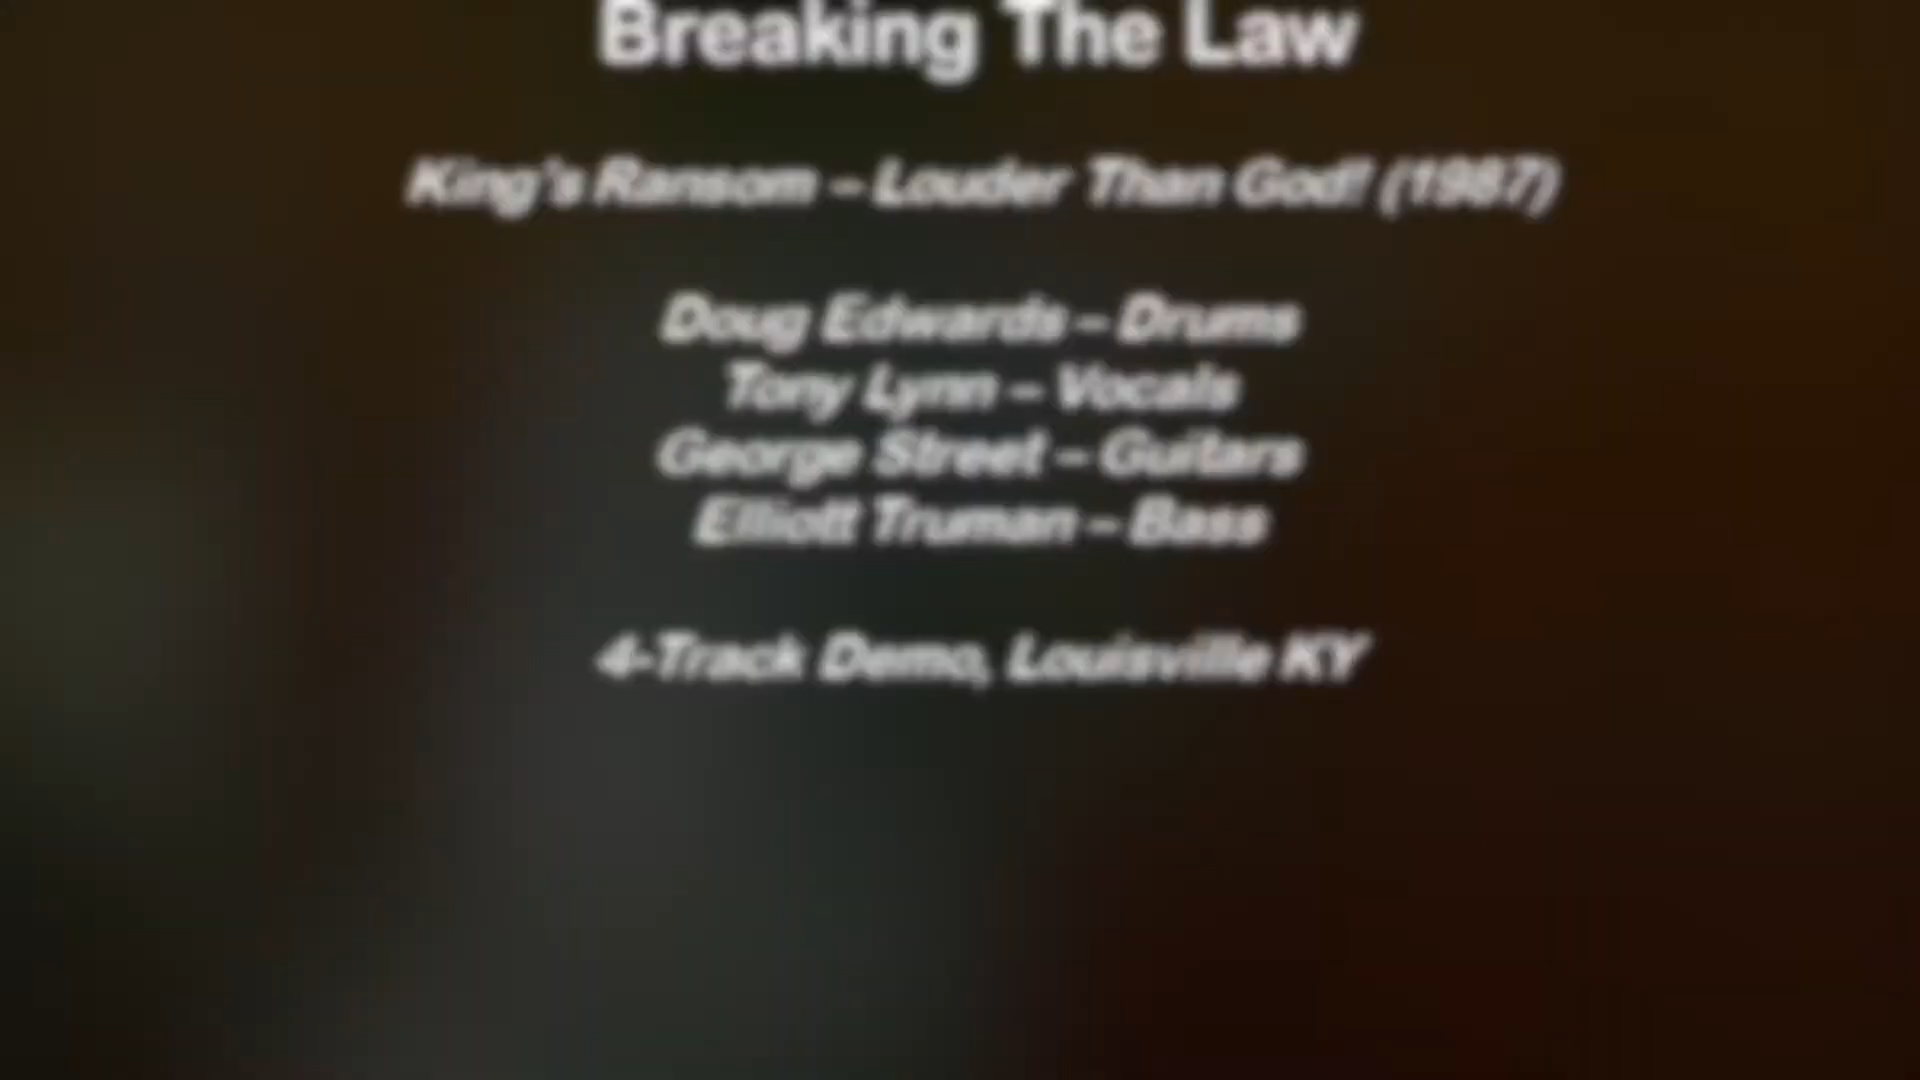 Breaking The Law
King's Ransom – Louder Than God! (1987)
Doug Edwards – Drums
Tony Lynn – Vocals
George Street – Guitars
Elliott Truman – Bass
4-Track Demo, Louisville KY